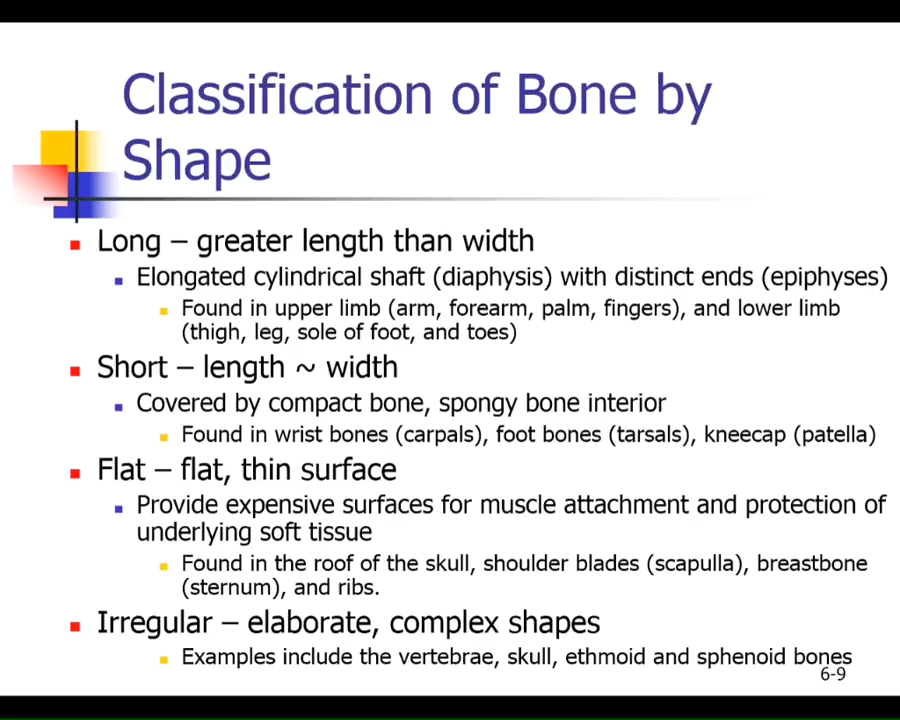 Classification of Bone by
Shape
Long – greater length than width
Elongated cylindrical shaft (diaphysis) with distinct ends (epiphyses)
Found in upper limb (arm, forearm, palm, fingers), and lower limb
(thigh, leg, sole of foot, and toes)
Short – length ~ width
Covered by compact bone, spongy bone interior
Found in wrist bones (carpals), foot bones (tarsals), kneecap (patella)
Flat – flat, thin surface
Provide expensive surfaces for muscle attachment and protection of
underlying soft tissue
Found in the roof of the skull, shoulder blades (scapulla), breastbone
(sternum), and ribs.
Irregular – elaborate, complex shapes
Examples include the vertebrae, skull, ethmoid and sphenoid bones
6-9